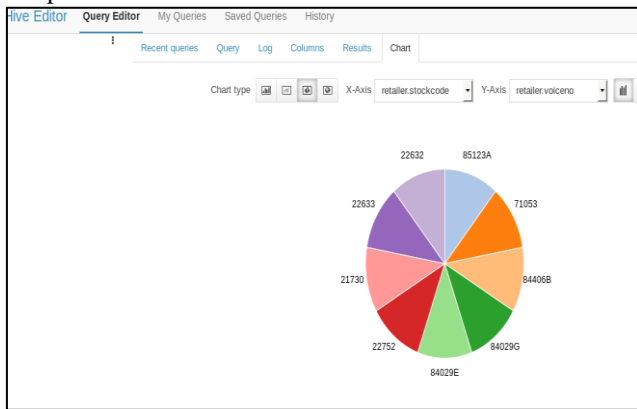 Hive Editor Query Editor My Queries Saved Queries History
Recent queries Query Log Columns Results Chart
Chart type X-Axis retailer.stockcode Y-Axis retailer.voiceno
22632 85123A
22633 71053
21730 84406B
22752 84029G
84029E